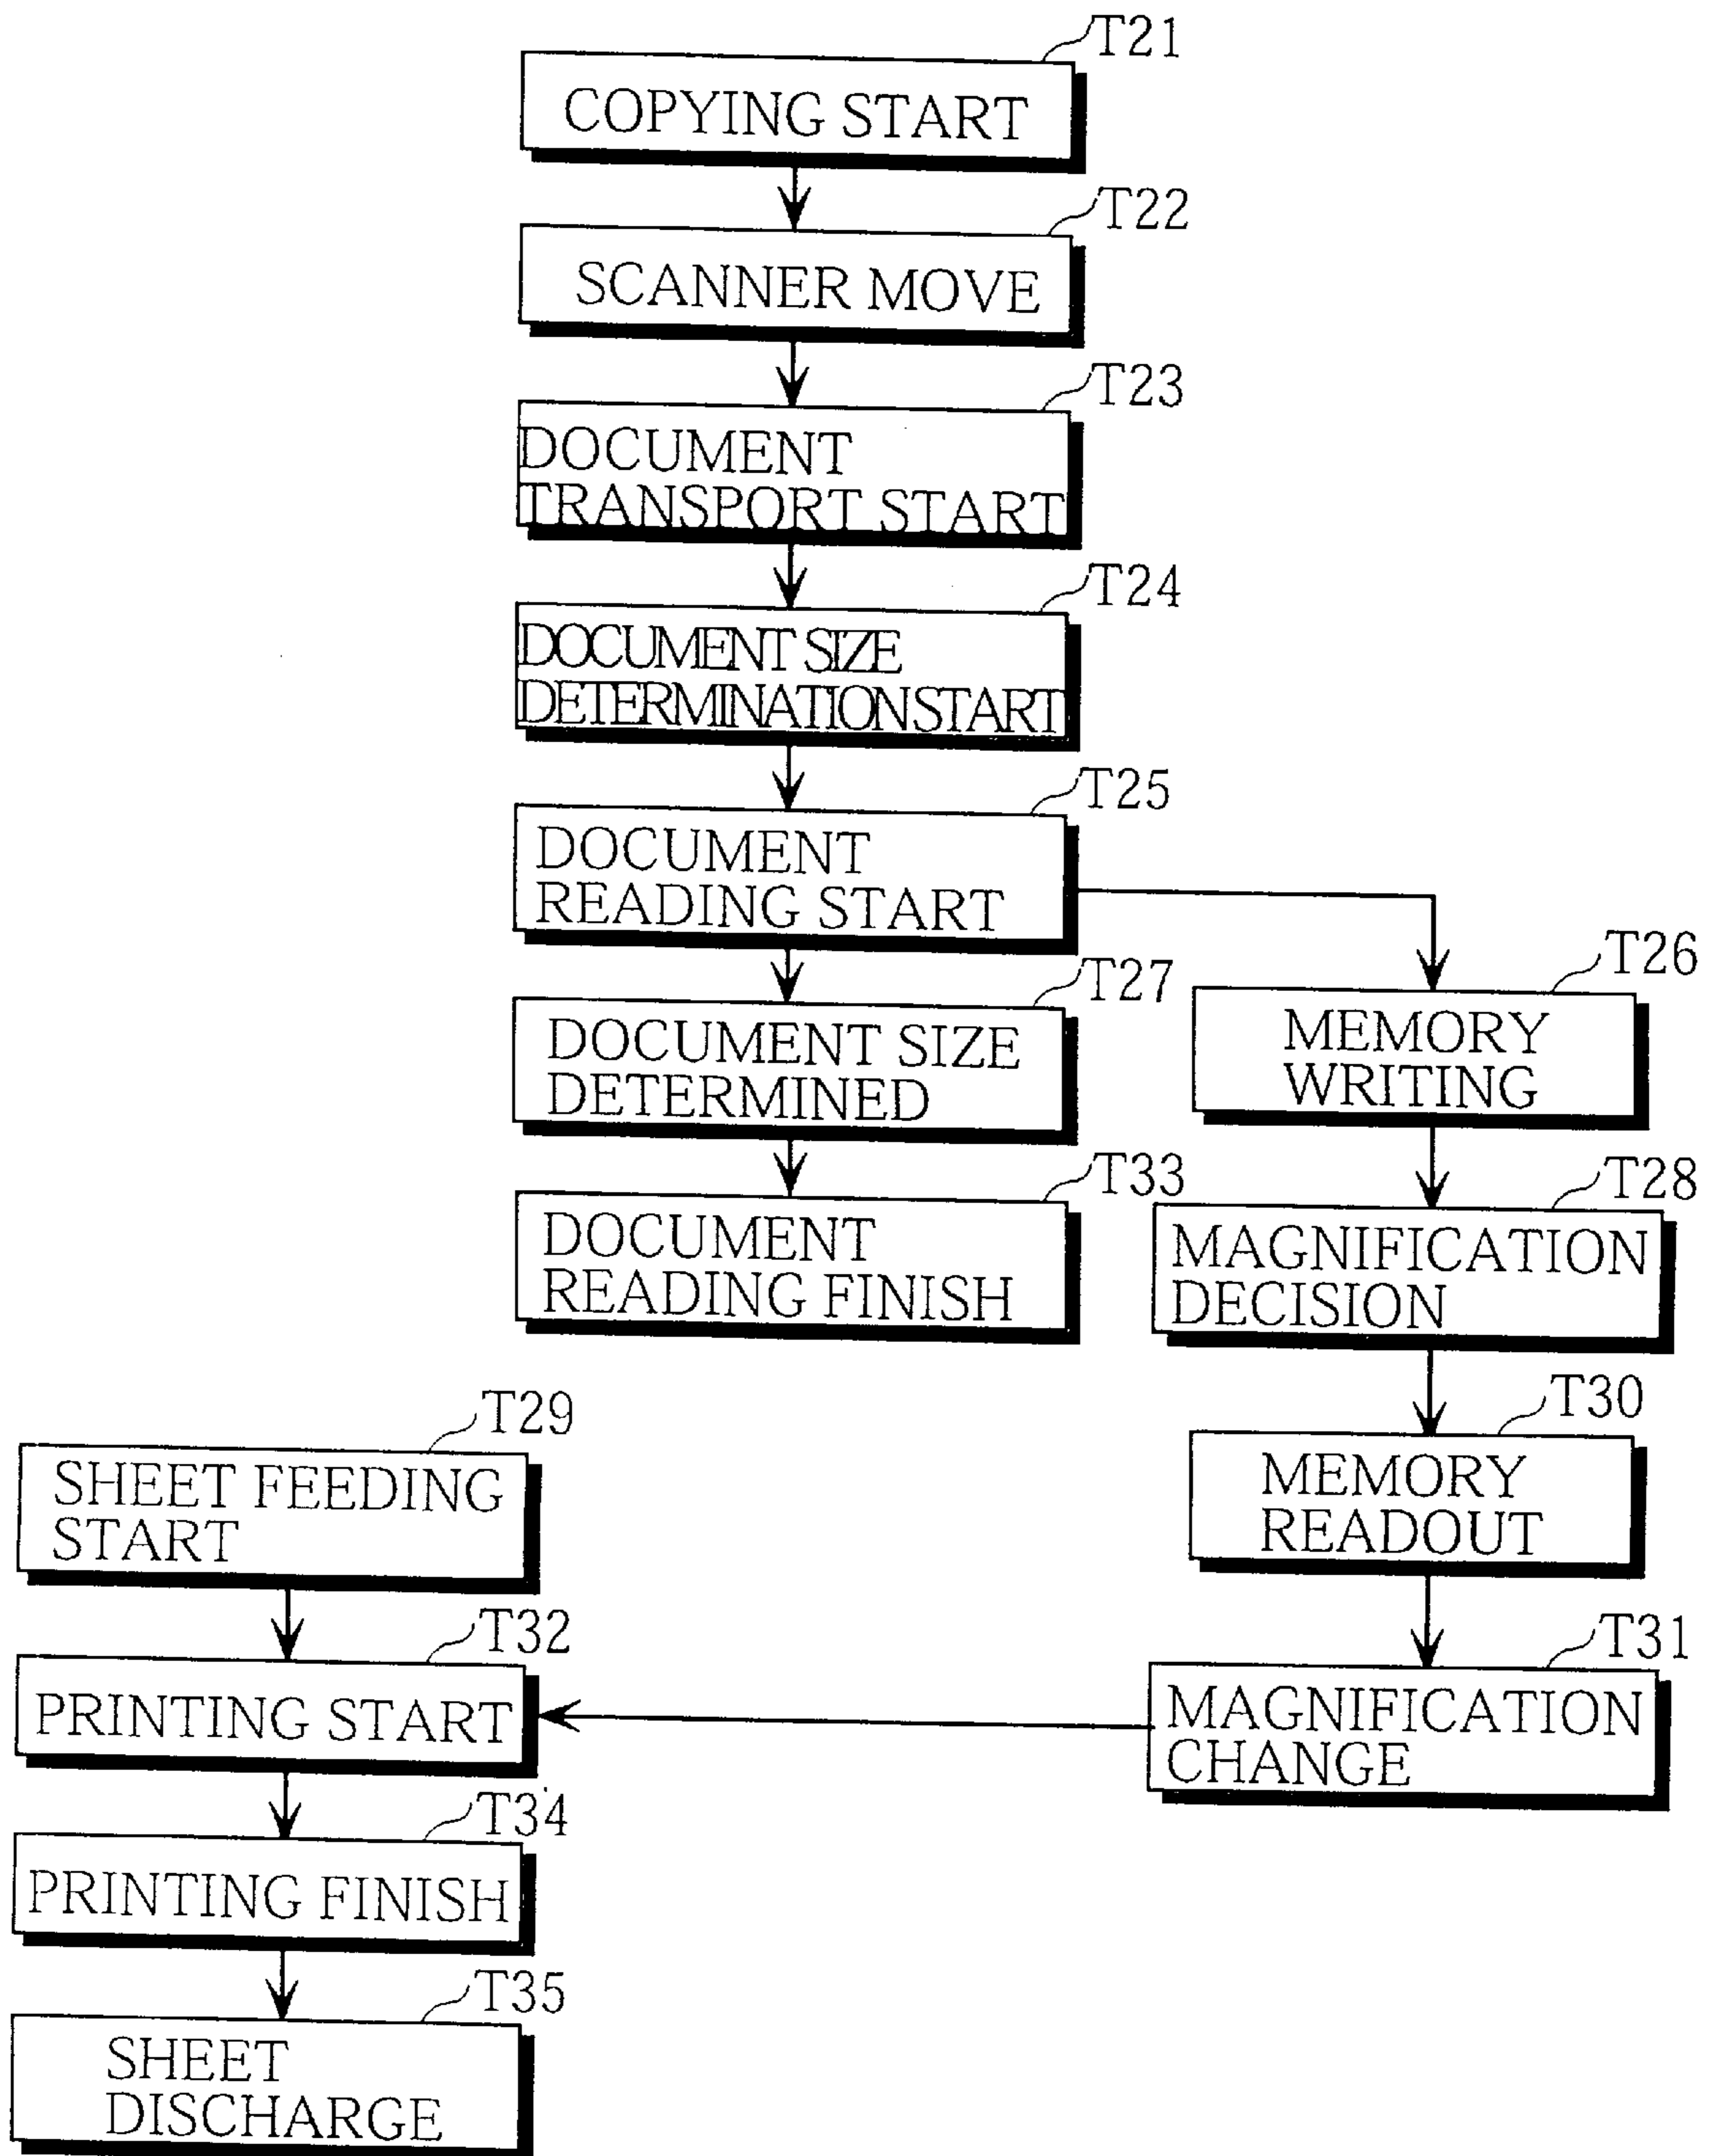 T21
COPYING START
T22
SCANNER MOVE
T23
DOCUMENT
TRANSPORT START
T24
DOCUMENT SIZE
DETERMINATION START
T25
DOCUMENT
READING START
T26
MEMORY
WRITING
T27
DOCUMENT SIZE
DETERMINED
T28
MAGNIFICATION
DECISION
T33
DOCUMENT
READING FINISH
T29
SHEET FEEDING
START
T30
MEMORY
READOUT
T32
PRINTING START
T31
MAGNIFICATION
CHANGE
T34
PRINTING FINISH
T35
SHEET
DISCHARGE